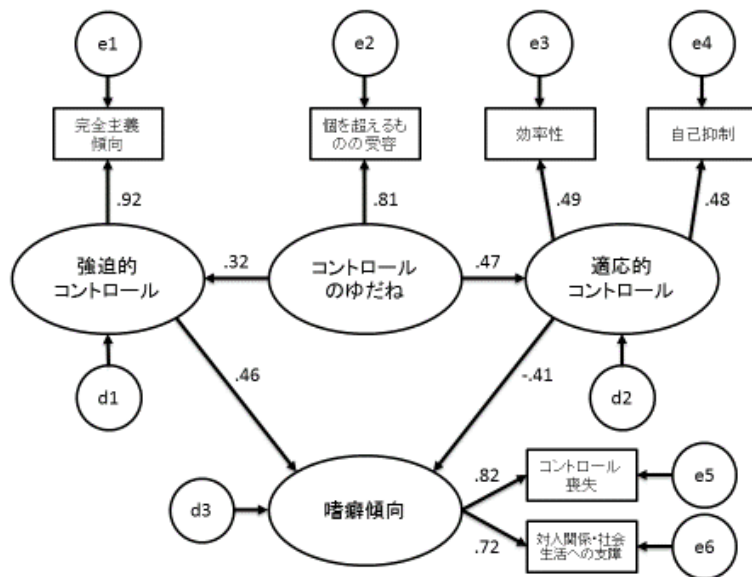 e1
e2
e3
e4
完全主義
傾向
個を超えるも
のの受容
効率性
自己抑制
.92
.81
.49
.48
強迫的
コントロール
.32
コントロール
のゆだね
.47
適応的
コントロール
d1
.46
-.41
d2
d3
嗜癖傾向
.82
コントロール
喪失
e5
.72
対人関係・社会
生活への支障
e6